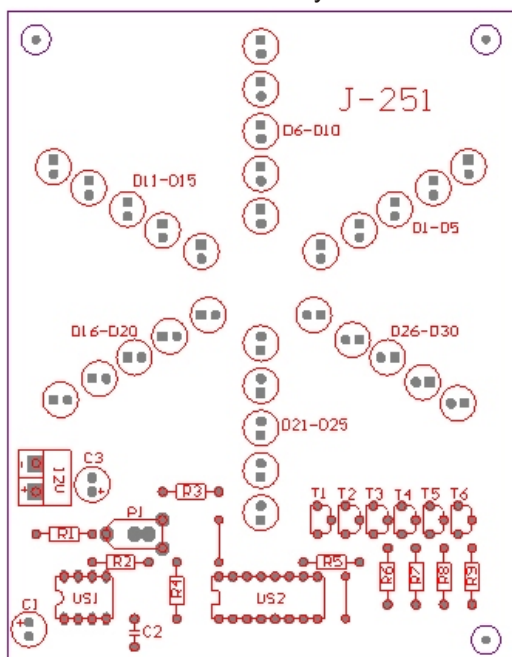 J-251
D6-D10
D11-D15
D1-D5
D16-D20
D26-D30
D21-D25
- + 12V
C3
+
R3
T1 T2 T3 T4 T5 T6
P1
R1
R2
R4
R5
R6 R7 R8 R9
US1
US2
C1
+
C2